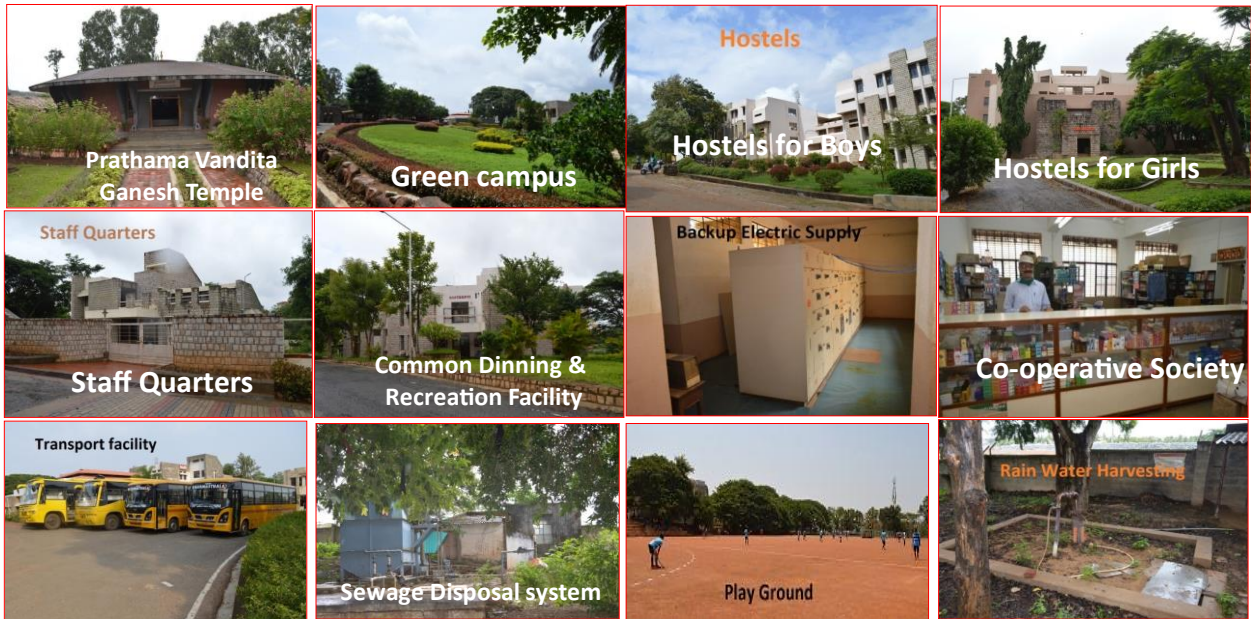 Prathama Vandita
Ganesh Temple
Green campus
Hostels
Hostels for Boys
Hostels for Girls
Staff Quarters
Staff Quarters
Common Dinning &
Recreation Facility
Backup Electric Supply
Co-operative Society
Transport facility
Sewage Disposal system
Play Ground
Rain Water Harvesting